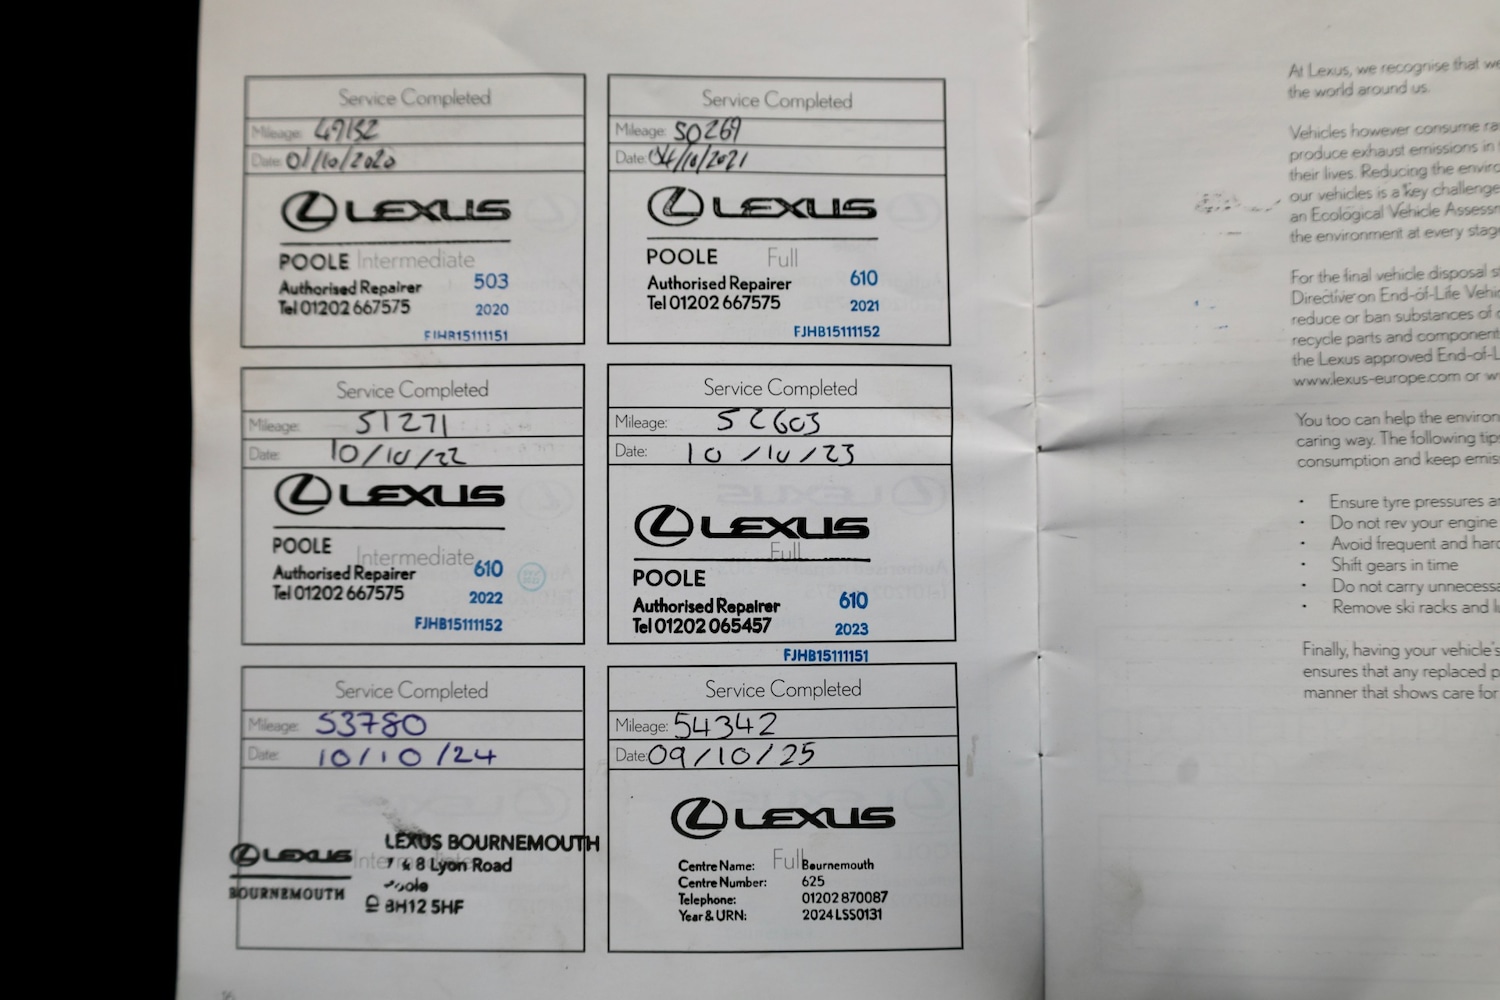 Service Completed
Mileage: 49132
Date: 01/10/2020
LEXUS
POOLE Intermediate
Authorised Repairer 503
Tel 01202 667575 2020
FJHB15111151
Service Completed
Mileage: 50269
Date: 04/10/2021
LEXUS
POOLE Full
Authorised Repairer 610
Tel 01202 667575 2021
FJHB15111152
Service Completed
Mileage: 51271
Date: 10/10/22
LEXUS
POOLE Intermediate
Authorised Repairer 610
Tel 01202 667575 2022
FJHB15111152
Service Completed
Mileage: 52603
Date: 10/10/23
LEXUS
Full
POOLE
Authorised Repairer 610
Tel 01202 065457 2023
FJHB15111151
Service Completed
Mileage: 53780
Date: 10/10/24
LEXUS
BOURNEMOUTH
Intermediate
LEXUS BOURNEMOUTH
7 & 8 Lyon Road
Poole
BH12 5HF
Service Completed
Mileage: 54342
Date: 09/10/25
LEXUS
Full
Centre Name: Bournemouth
Centre Number: 625
Telephone: 01202 870087
Year & URN: 2024 LSS0131
At Lexus, we recognise that we
the world around us.
Vehicles however consume ra
produce exhaust emissions in
their lives. Reducing the enviro
our vehicles is a key challenge
an Ecological Vehicle Assessm
the environment at every stag
For the final vehicle disposal s
Directive on End-of-Life Vehic
reduce or ban substances of c
recycle parts and component
the Lexus approved End-of-L
www.lexus-europe.com or w
You too can help the environ
caring way. The following tips
consumption and keep emiss
• Ensure tyre pressures a
• Do not rev your engine
• Avoid frequent and hard
• Shift gears in time
• Do not carry unnecessa
• Remove ski racks and lu
Finally, having your vehicle's
ensures that any replaced p
manner that shows care for